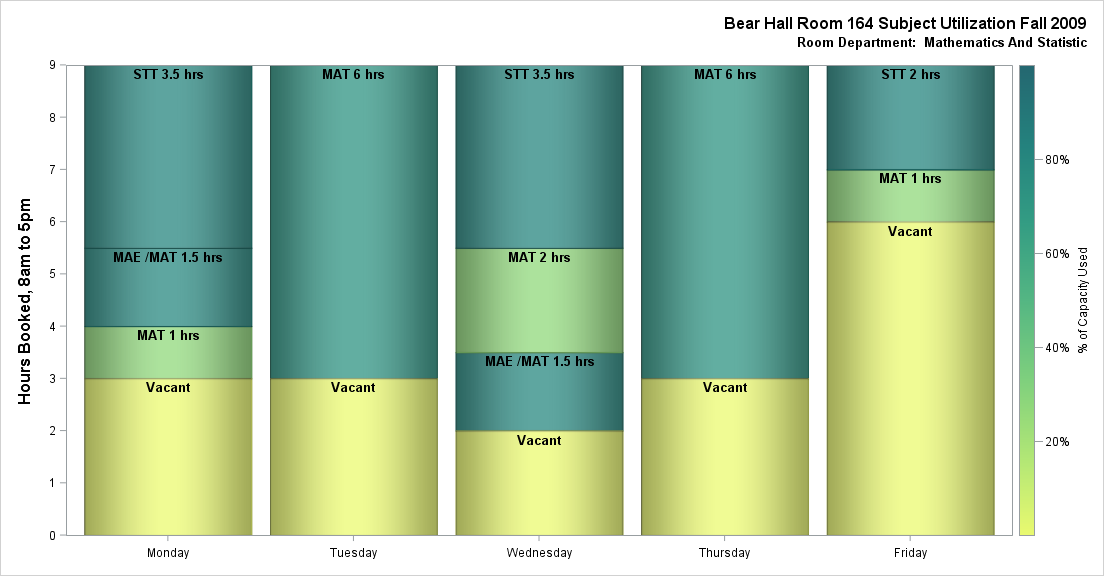 Bear Hall Room 164 Subject Utilization Fall 2009
Room Department:  Mathematics And Statistic
Hours Booked, 8am to 5pm
9
8
7
6
5
4
3
2
1
0
STT 3.5 hrs
MAE /MAT 1.5 hrs
MAT 1 hrs
Vacant
MAT 6 hrs
Vacant
STT 3.5 hrs
MAT 2 hrs
MAE /MAT 1.5 hrs
Vacant
MAT 6 hrs
Vacant
STT 2 hrs
MAT 1 hrs
Vacant
Monday
Tuesday
Wednesday
Thursday
Friday
80%
60%
40%
20%
% of Capacity Used